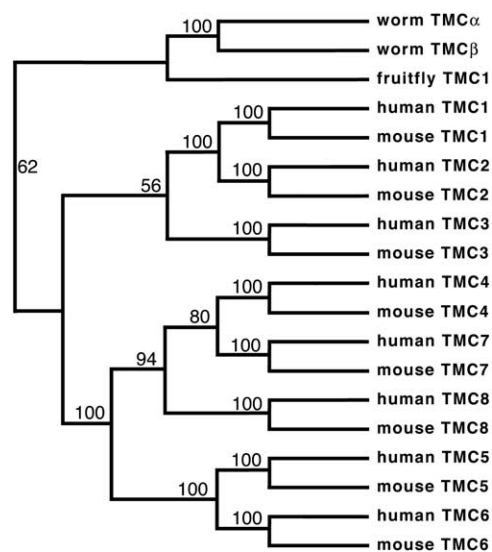 100
worm TMCα
worm TMCβ
fruitfly TMC1
human TMC1
100
mouse TMC1
100
human TMC2
100
mouse TMC2
62
56
human TMC3
100
mouse TMC3
human TMC4
100
mouse TMC4
80
human TMC7
100
mouse TMC7
94
human TMC8
100
mouse TMC8
100
human TMC5
100
mouse TMC5
100
human TMC6
100
mouse TMC6